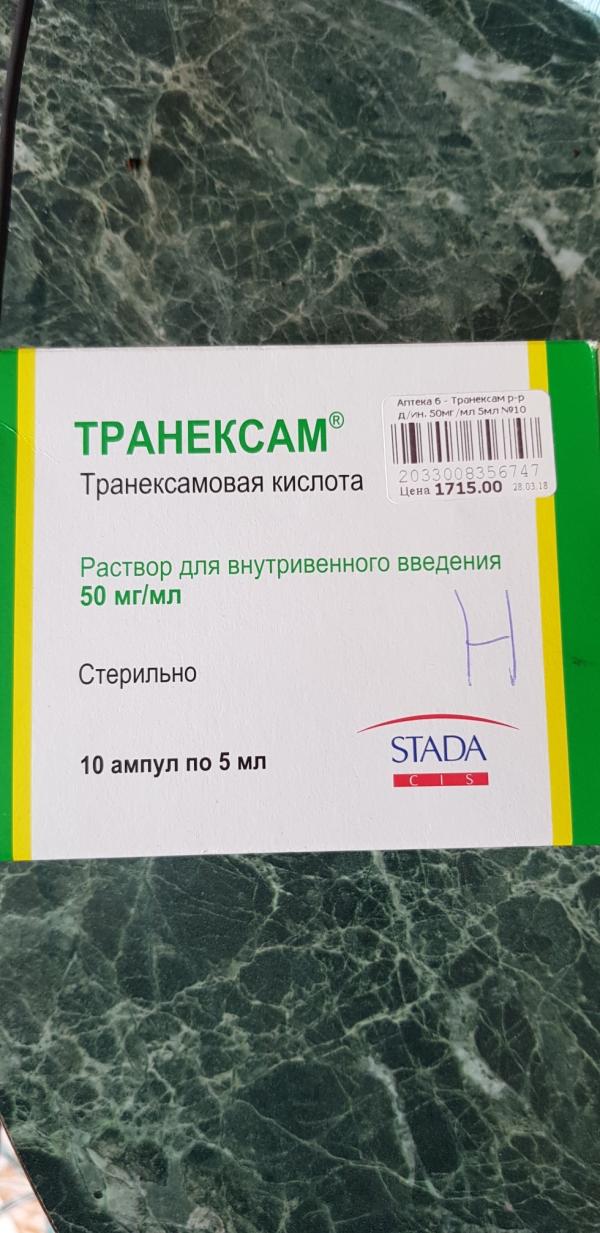 ТРАНЕКСАМ®
Транексамовая кислота
Аптека 6 - Транексам р-р
д/ин. 50мг/мл 5мл №10
2033008356747
Цена 1715.00 28.03.18
Раствор для внутривенного введения
50 мг/мл
Н
Стерильно
10 ампул по 5 мл
STADA
CIS